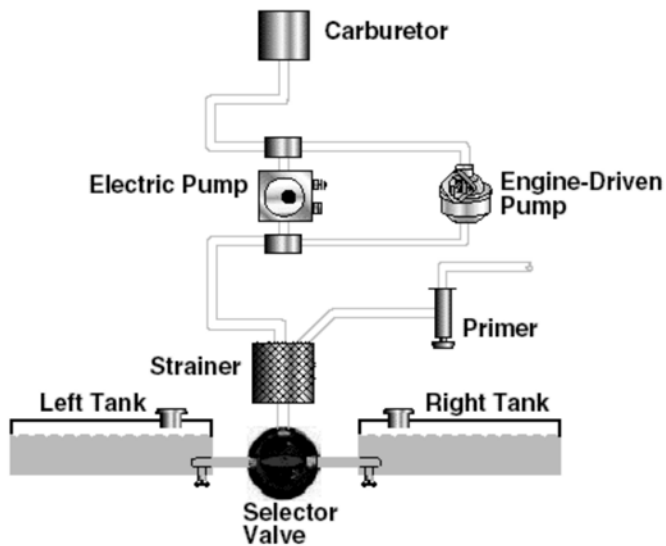 Carburetor
Electric Pump
Engine-Driven
Pump
Primer
Strainer
Left Tank
Right Tank
Selector
Valve